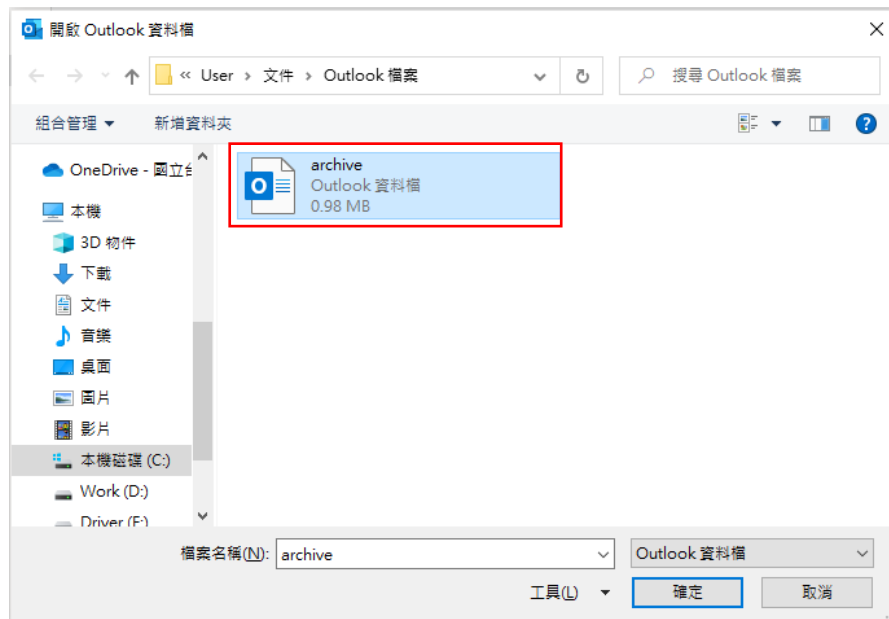 開啟 Outlook 資料檔
« User › 文件 › Outlook 檔案
搜尋 Outlook 檔案
組合管理
新增資料夾
OneDrive - 國立
本機
3D 物件
下載
文件
音樂
桌面
圖片
影片
本機磁碟 (C:)
Work (D:)
archive
Outlook 資料檔
0.98 MB
檔案名稱(N):
archive
Outlook 資料檔
工具(L)
確定
取消